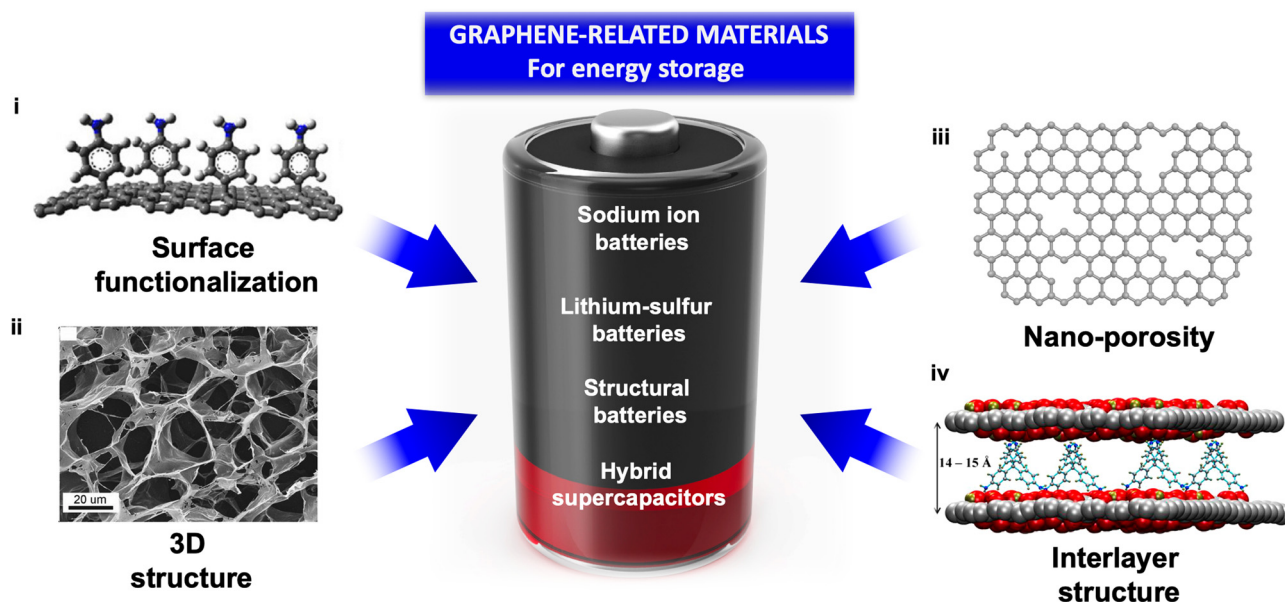 GRAPHENE-RELATED MATERIALS
For energy storage
i
Surface
functionalization
ii
20 um
3D
structure
Sodium ion
batteries
Lithium-sulfur
batteries
Structural
batteries
Hybrid
supercapacitors
iii
Nano-porosity
iv
14 – 15 Å
Interlayer
structure